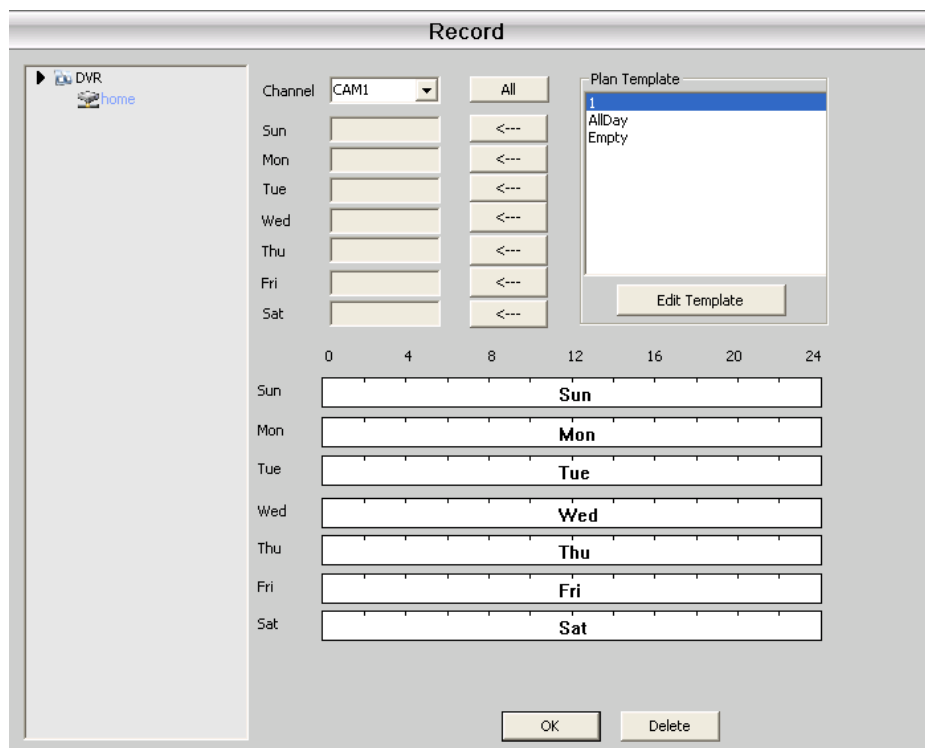 Record
DVR
home
Channel CAM1 All
Sun <---
Mon <---
Tue <---
Wed <---
Thu <---
Fri <---
Sat <---
Plan Template
1
AllDay
Empty
Edit Template
0 4 8 12 16 20 24
Sun Sun
Mon Mon
Tue Tue
Wed Wed
Thu Thu
Fri Fri
Sat Sat
OK Delete